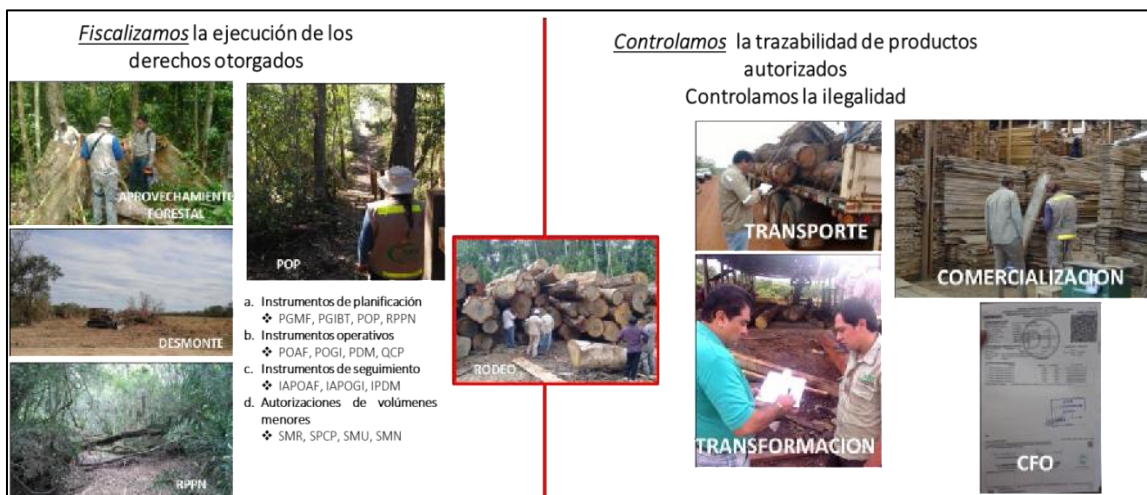 Fiscalizamos la ejecución de los
derechos otorgados
APROVECHAMIENTO
FORESTAL
POP
DESMONTE
RPPN
a. Instrumentos de planificación
❖ PGMF, PGIBT, POP, RPPN
b. Instrumentos operativos
❖ POAF, POGI, PDM, QCP
c. Instrumentos de seguimiento
❖ IAPOAF, IAPOGI, IPDM
d. Autorizaciones de volúmenes
menores
❖ SMR, SPCP, SMU, SMN
RODEO
Controlamos la trazabilidad de productos
autorizados
Controlamos la ilegalidad
TRANSPORTE
COMERCIALIZACION
TRANSFORMACION
CFO